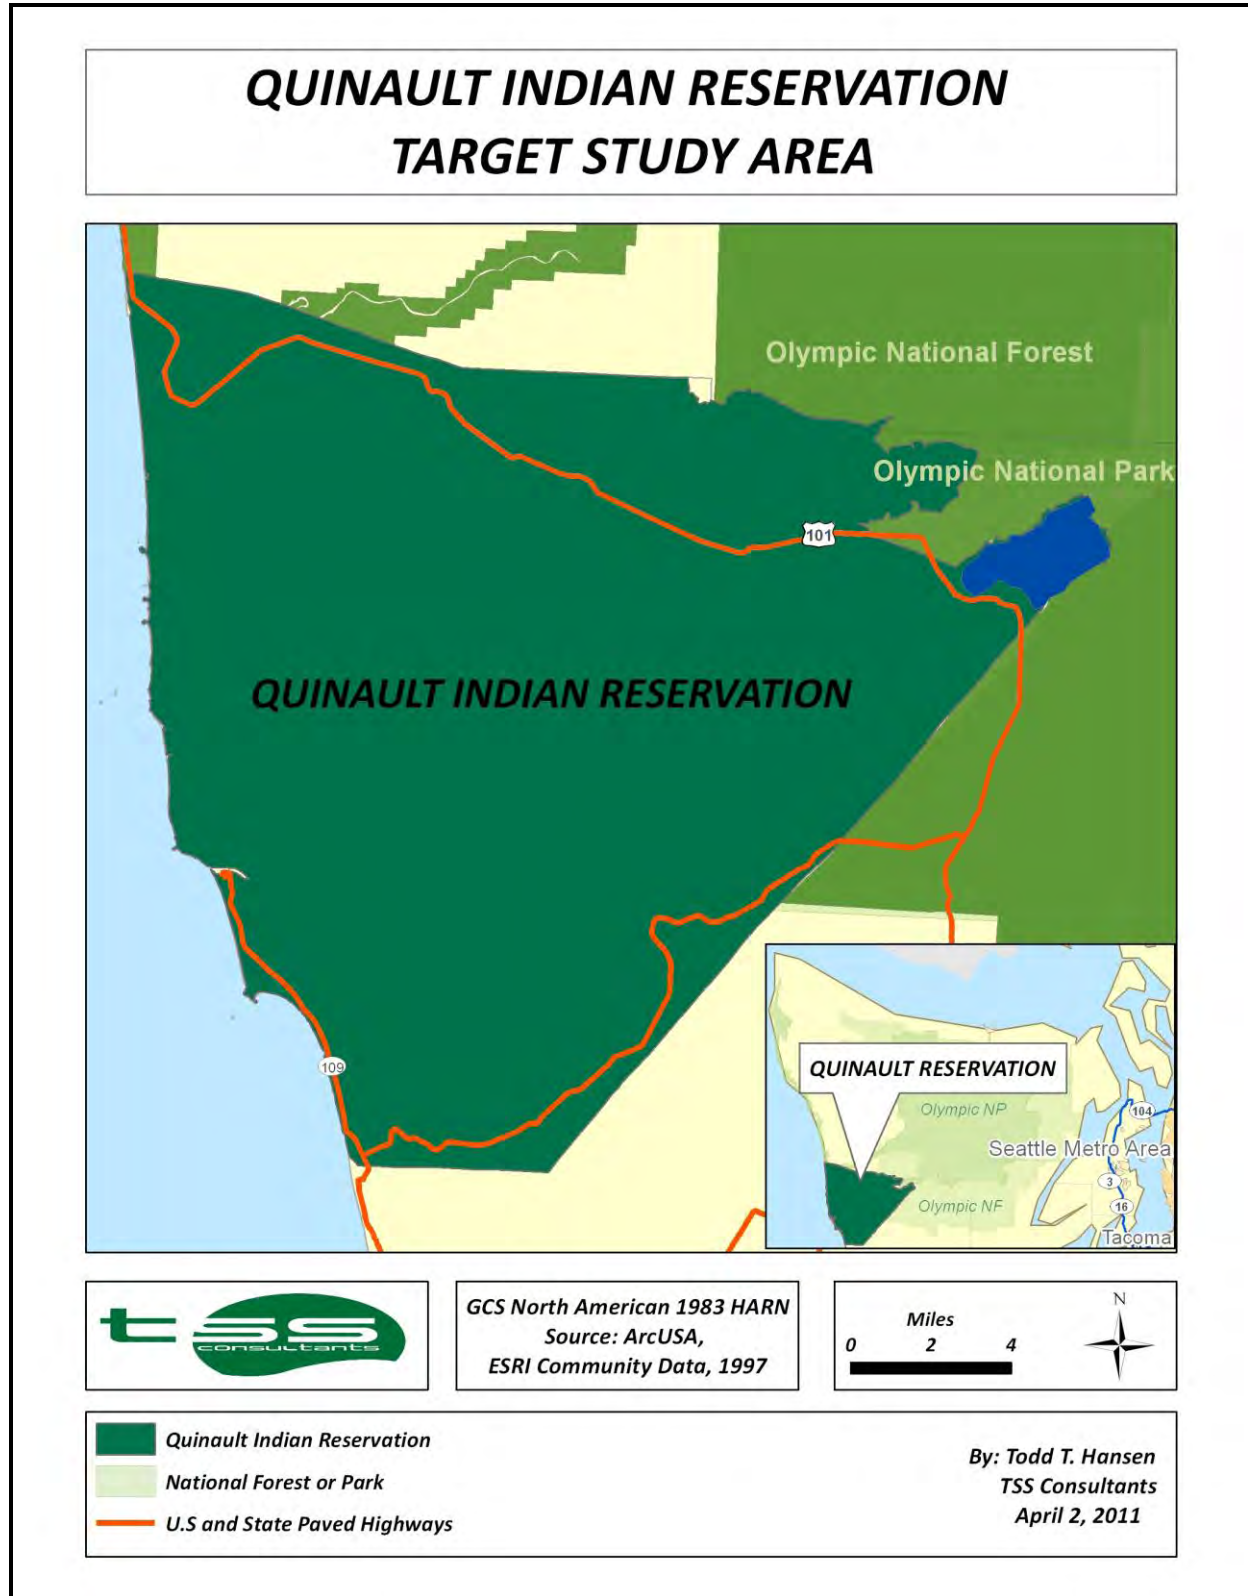 QUINAULT INDIAN RESERVATION
TARGET STUDY AREA
Olympic National Forest
Olympic National Park
101
QUINAULT INDIAN RESERVATION
109
QUINAULT RESERVATION
Olympic NP
104
Seattle Metro Area
3
Olympic NF
16
Tacoma
tss
consultants
GCS North American 1983 HARN
Source: ArcUSA,
ESRI Community Data, 1997
Miles
0 2 4
N
Quinault Indian Reservation
National Forest or Park
U.S and State Paved Highways
By: Todd T. Hansen
TSS Consultants
April 2, 2011